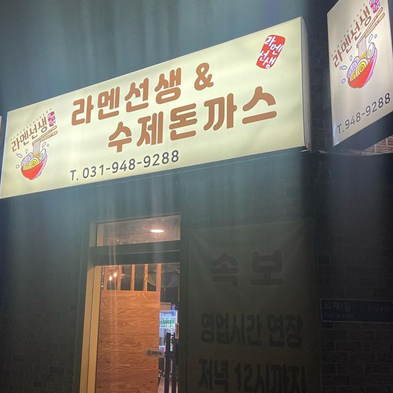 라멘선생 &
수제돈까스
T. 031-948-9288
라멘
선생
라멘선생
라멘선생
T. 948-9288
속보
영업시간 연장
저녁 12시까지